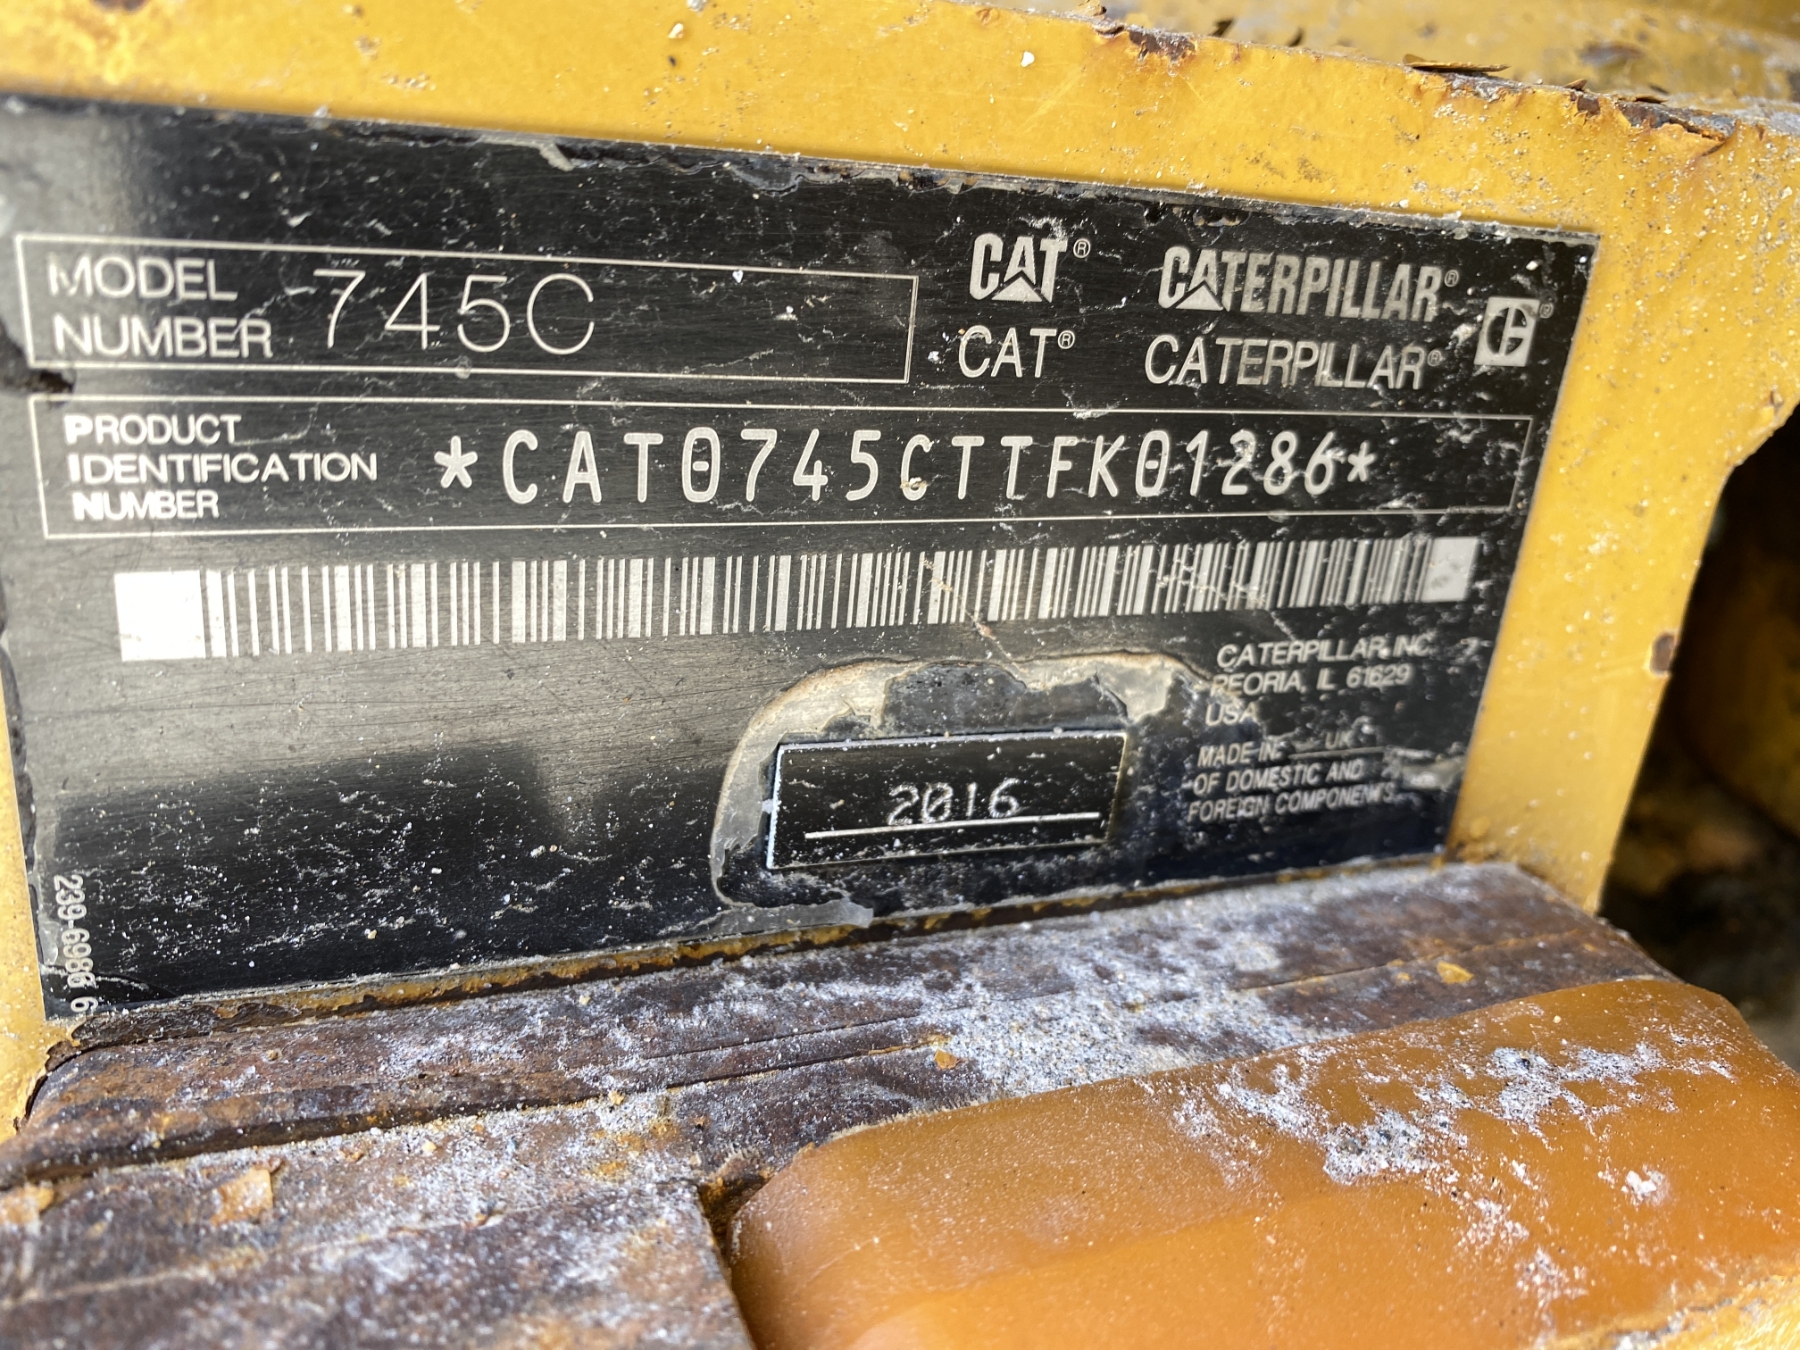 MODEL
NUMBER 745C
CAT® CATERPILLAR®
CAT® CATERPILLAR®
PRODUCT
IDENTIFICATION
NUMBER
*CAT0745CTTFK01286*
CATERPILLAR, INC.
PEORIA, IL 61629
USA
MADE IN UK
OF DOMESTIC AND
FOREIGN COMPONENTS.
2016
239-6986 6